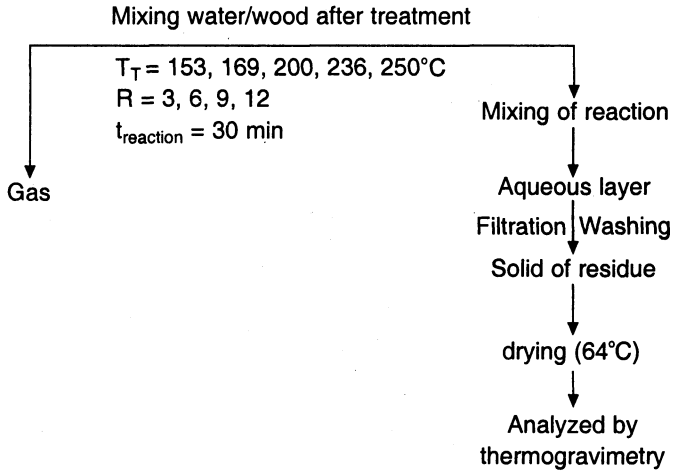 Mixing water/wood after treatment
T_T = 153, 169, 200, 236, 250°C
R = 3, 6, 9, 12
t_reaction = 30 min
Gas
Mixing of reaction
Aqueous layer
Filtration Washing
Solid of residue
drying (64°C)
Analyzed by
thermogravimetry